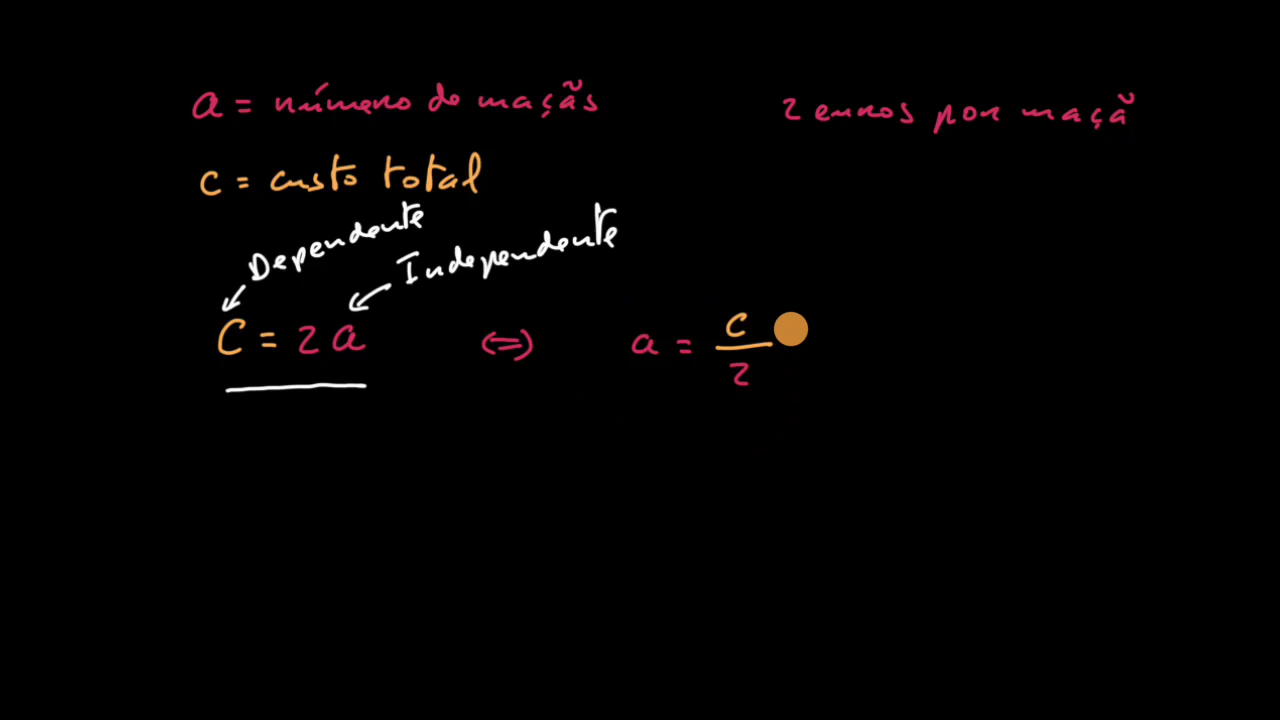 a = número de maçãs
2 euros por maçã
c = custo total
Dependente
Independente
C = 2a <=> a = c/2